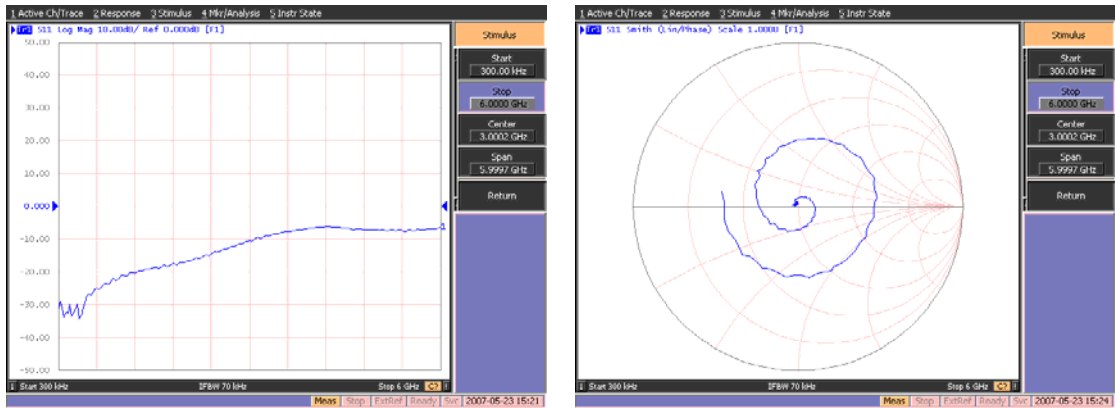 1 Active Ch/Trace 2 Response 3 Stimulus 4 Mkr/Analysis 5 Instr State
Tr1 S11 Log Mag 10.00dB/ Ref 0.000dB [F1]
50.00
40.00
30.00
20.00
10.00
0.000
-10.00
-20.00
-30.00
-40.00
-50.00
1
1 Start 300 kHz IFBW 70 kHz Stop 6 GHz C? !
Meas Stop ExtRef Ready Svc 2007-05-23 15:21
Stimulus
Start
300.00 kHz
Stop
6.0000 GHz
Center
3.0002 GHz
Span
5.9997 GHz
Return
1 Active Ch/Trace 2 Response 3 Stimulus 4 Mkr/Analysis 5 Instr State
Tr1 S11 Smith (Lin/Phase) Scale 1.000U [F1]
1 Start 300 kHz IFBW 70 kHz Stop 6 GHz C? !
Meas Stop ExtRef Ready Svc 2007-05-23 15:24
Stimulus
Start
300.00 kHz
Stop
6.0000 GHz
Center
3.0002 GHz
Span
5.9997 GHz
Return